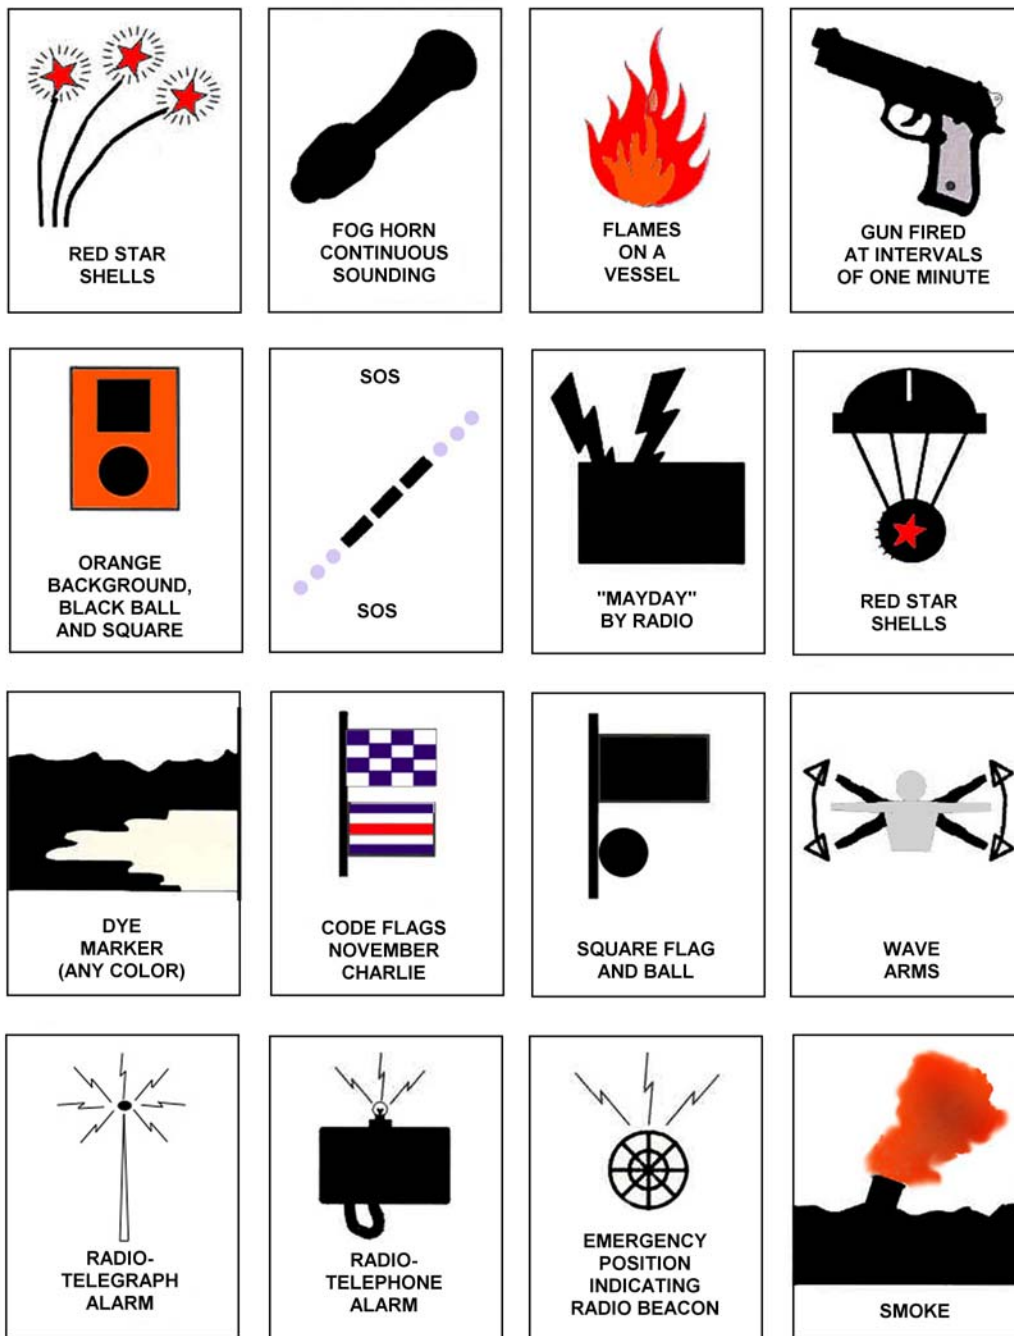 RED STAR
SHELLS
FOG HORN
CONTINUOUS
SOUNDING
FLAMES
ON A
VESSEL
GUN FIRED
AT INTERVALS
OF ONE MINUTE
ORANGE
BACKGROUND,
BLACK BALL
AND SQUARE
SOS
SOS
"MAYDAY"
BY RADIO
RED STAR
SHELLS
DYE
MARKER
(ANY COLOR)
CODE FLAGS
NOVEMBER
CHARLIE
SQUARE FLAG
AND BALL
WAVE
ARMS
RADIO-
TELEGRAPH
ALARM
RADIO-
TELEPHONE
ALARM
EMERGENCY
POSITION
INDICATING
RADIO BEACON
SMOKE